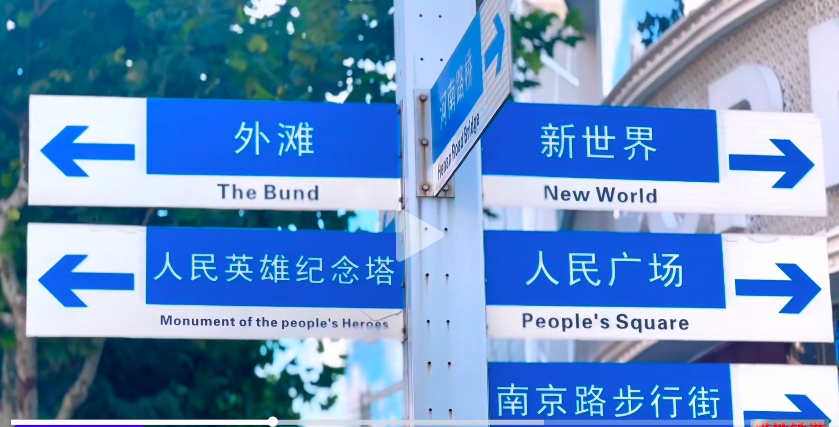 外滩
The Bund
人民英雄纪念塔
Monument of the people's Heroes
河南路桥
Henan Road Bridge
新世界
New World
人民广场
People's Square
南京路步行街